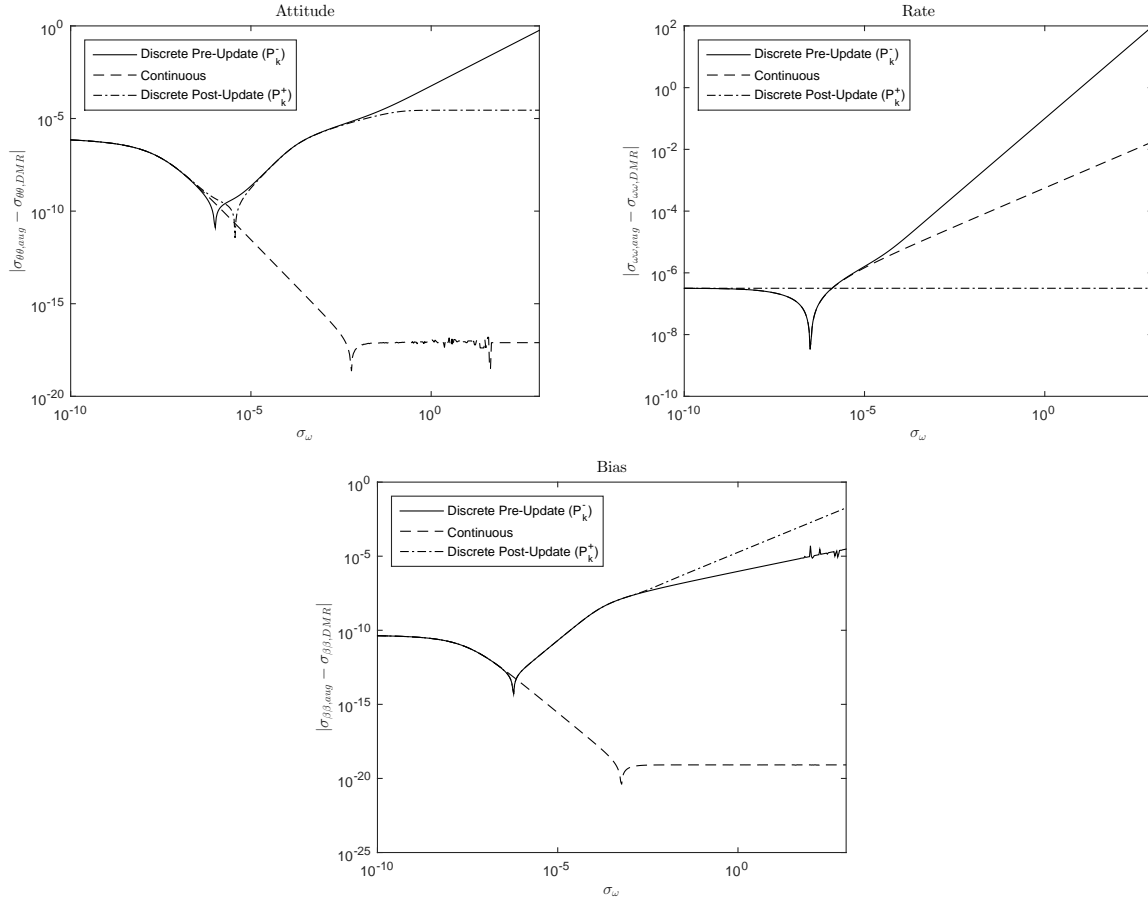 Attitude
10^0
10^-5
10^-10
10^-15
10^-20
|σ_θθ,aug − σ_θθ,DMR|
Discrete Pre-Update (P_k^-)
Continuous
Discrete Post-Update (P_k^+)
10^-10
10^-5
10^0
σ_ω
Rate
10^2
10^0
10^-2
10^-4
10^-6
10^-8
10^-10
|σ_ωω,aug − σ_ωω,DMR|
Discrete Pre-Update (P_k^-)
Continuous
Discrete Post-Update (P_k^+)
10^-10
10^-5
10^0
σ_ω
Bias
10^0
10^-5
10^-10
10^-15
10^-20
10^-25
|σ_ββ,aug − σ_ββ,DMR|
Discrete Pre-Update (P_k^-)
Continuous
Discrete Post-Update (P_k^+)
10^-10
10^-5
10^0
σ_ω